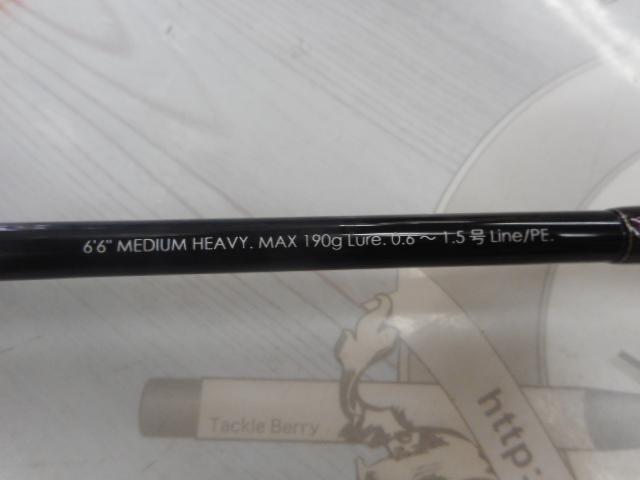 6'6" MEDIUM HEAVY. MAX 190g Lure. 0.6～1.5号 Line/PE.
Tackle Berry
http: